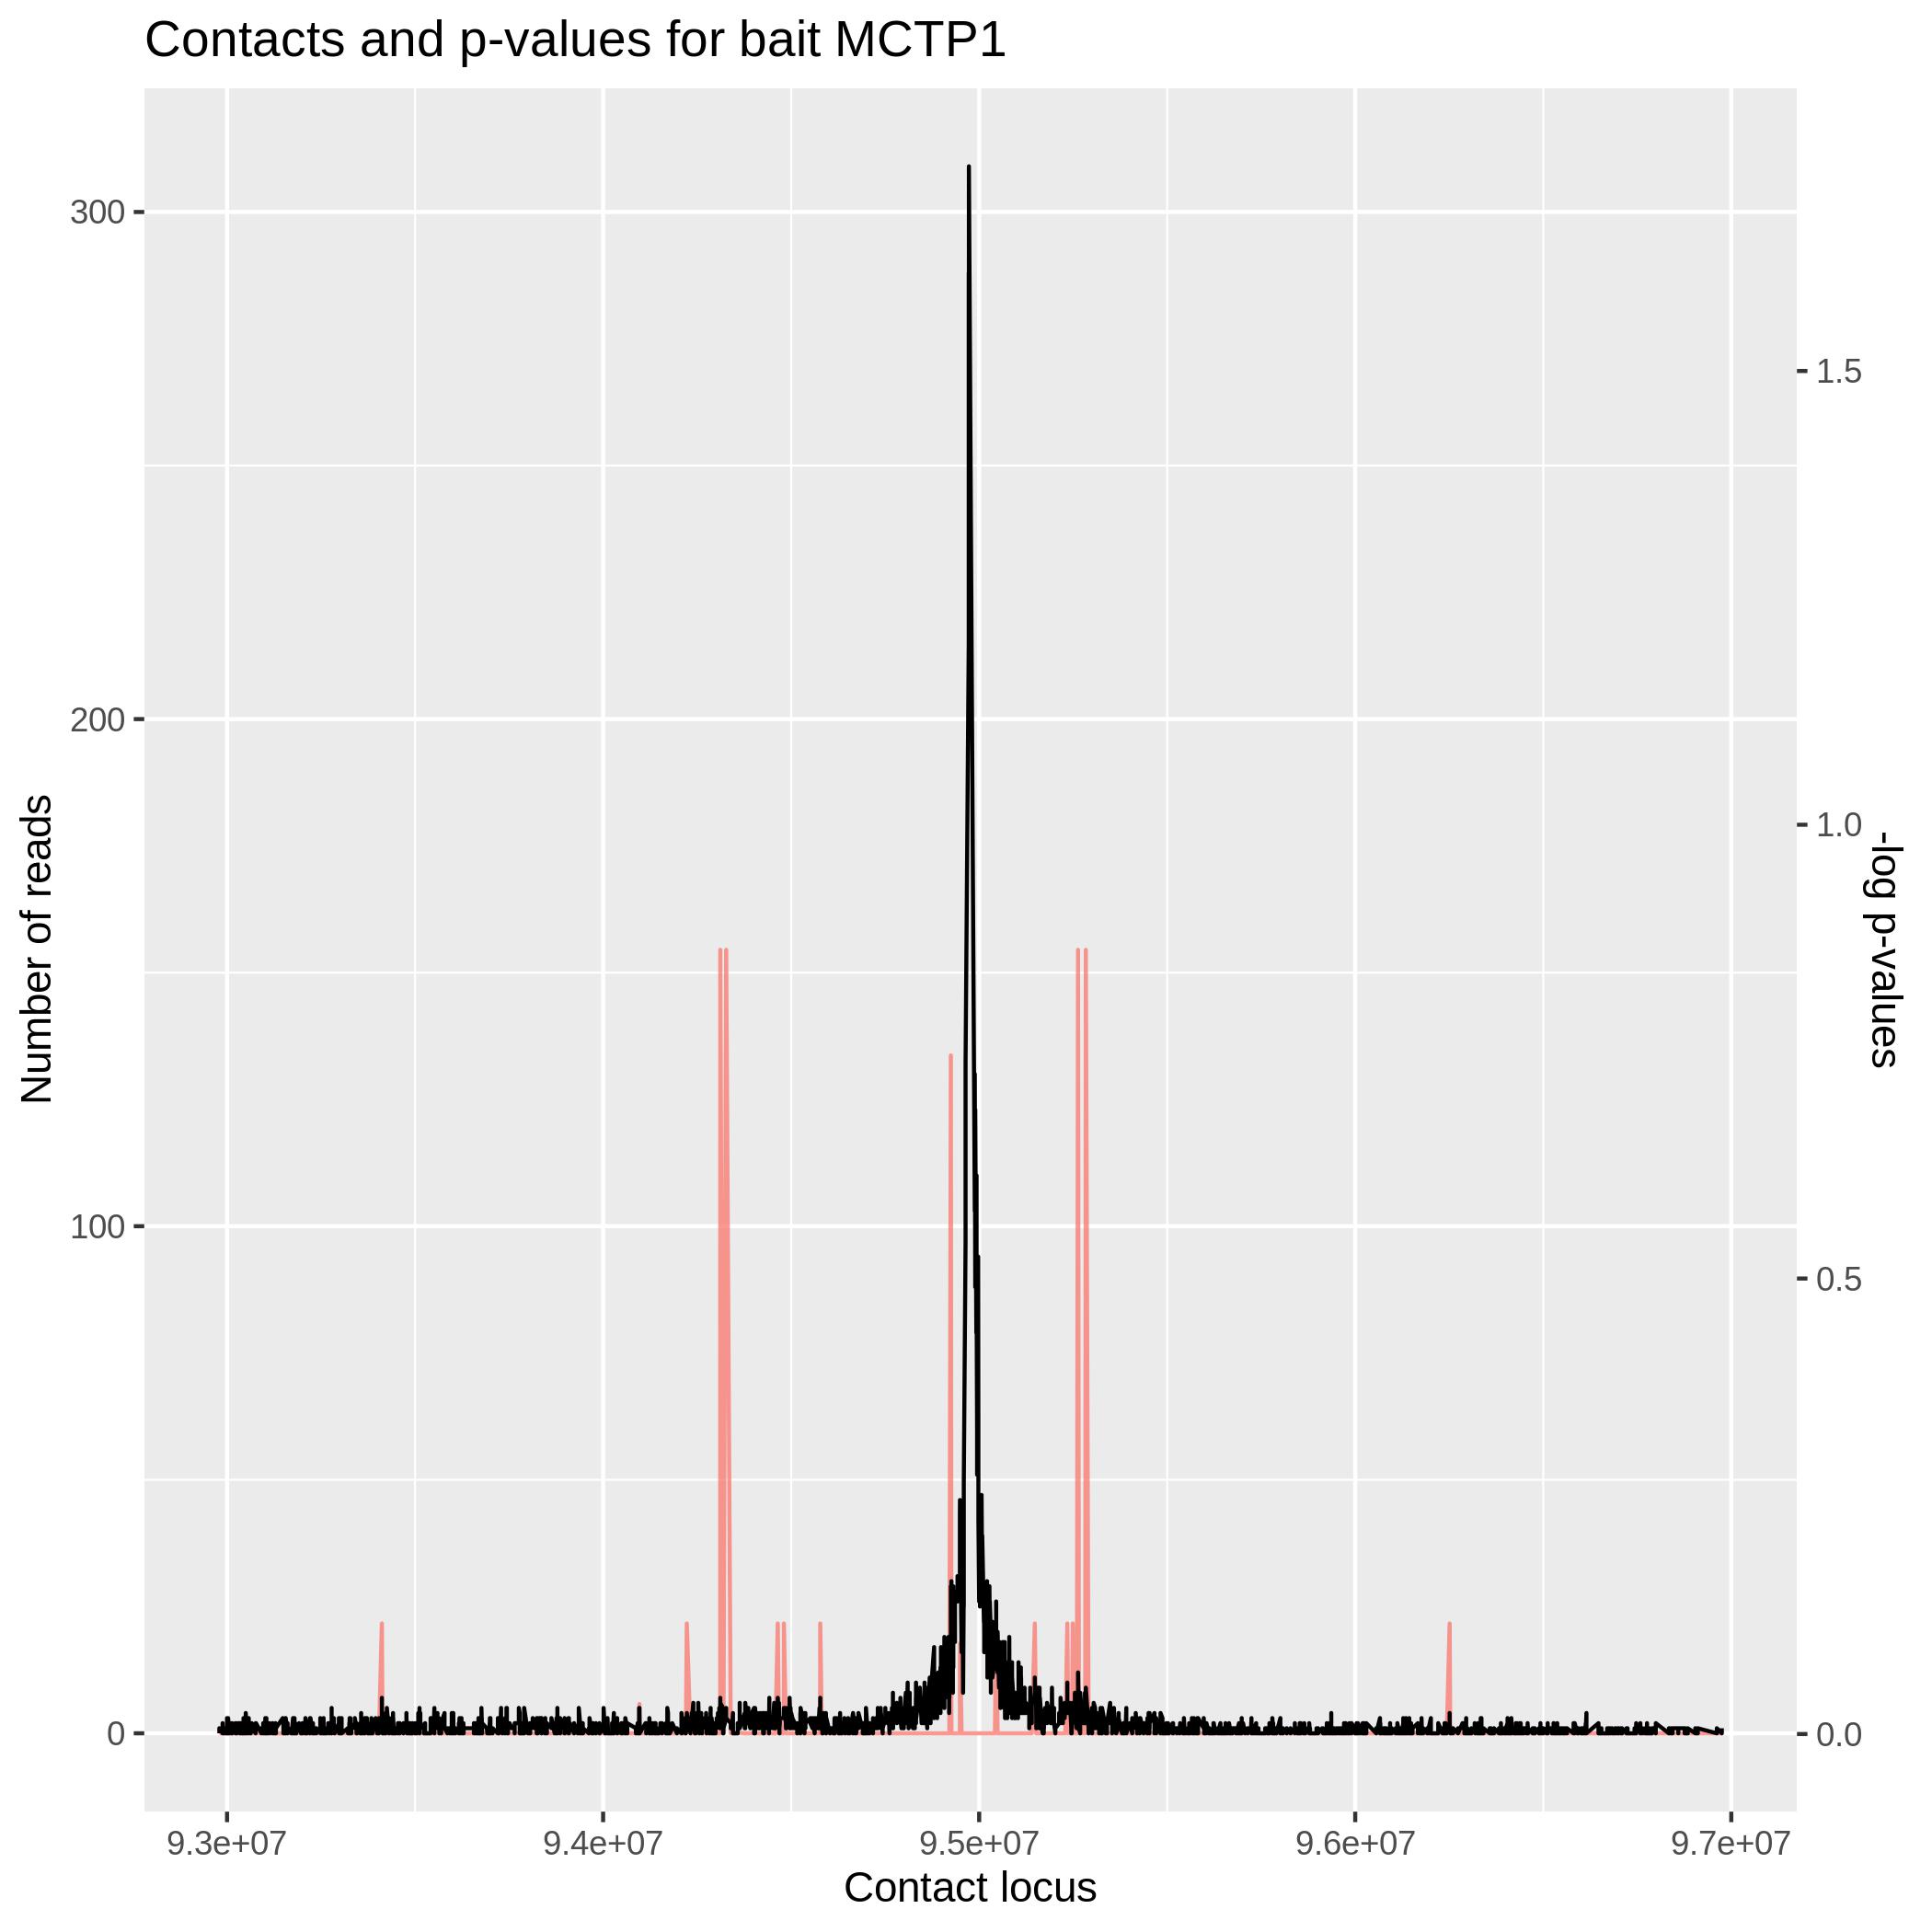 Contacts and p-values for bait MCTP1
300
200
100
0
Number of reads
1.5
1.0
0.5
0.0
-log p-values
9.3e+07
9.4e+07
9.5e+07
9.6e+07
9.7e+07
Contact locus